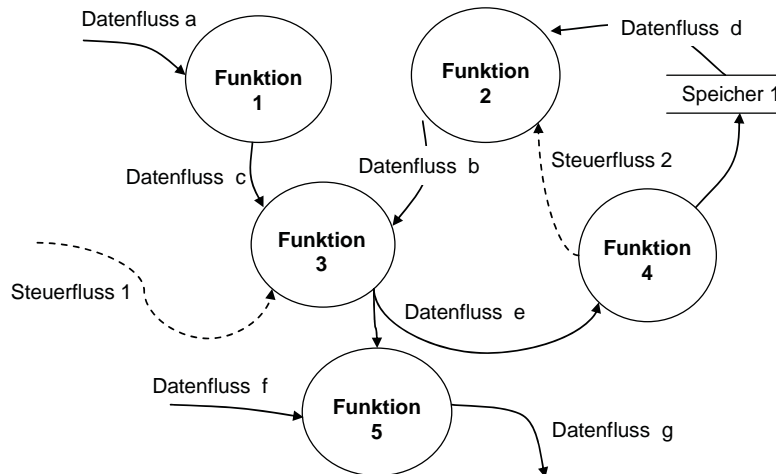 Datenfluss a
Funktion
1
Funktion
2
Datenfluss d
Speicher 1
Datenfluss c
Datenfluss b
Steuerfluss 2
Funktion
3
Funktion
4
Steuerfluss 1
Datenfluss e
Datenfluss f
Funktion
5
Datenfluss g